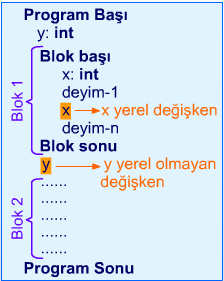 Program Başı
y: int
Blok 1
Blok başı
x: int
deyim-1
x → x yerel değişken
deyim-n
Blok sonu
y → y yerel olmayan
değişken
Blok 2
......
......
......
......
......
Program Sonu